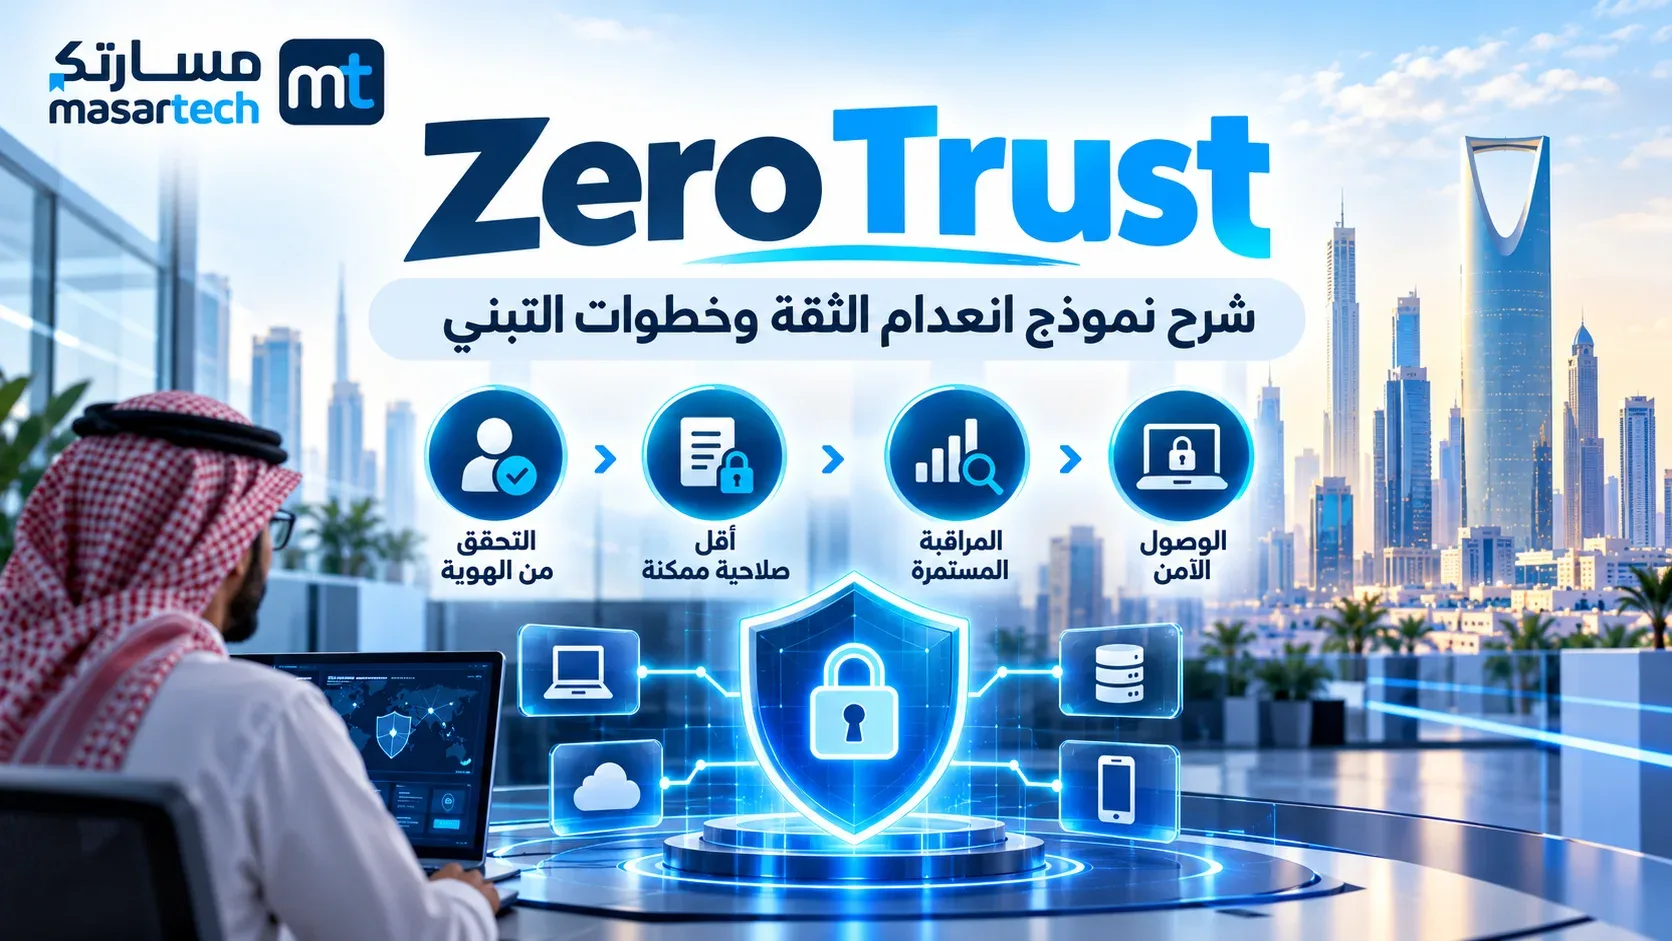 مسارتك
masartech
mt
Zero Trust
شرح نموذج انعدام الثقة وخطوات التبني
التحقق
من الهوية
أقل
صلاحية ممكنة
المراقبة
المستمرة
الوصول
الآمن